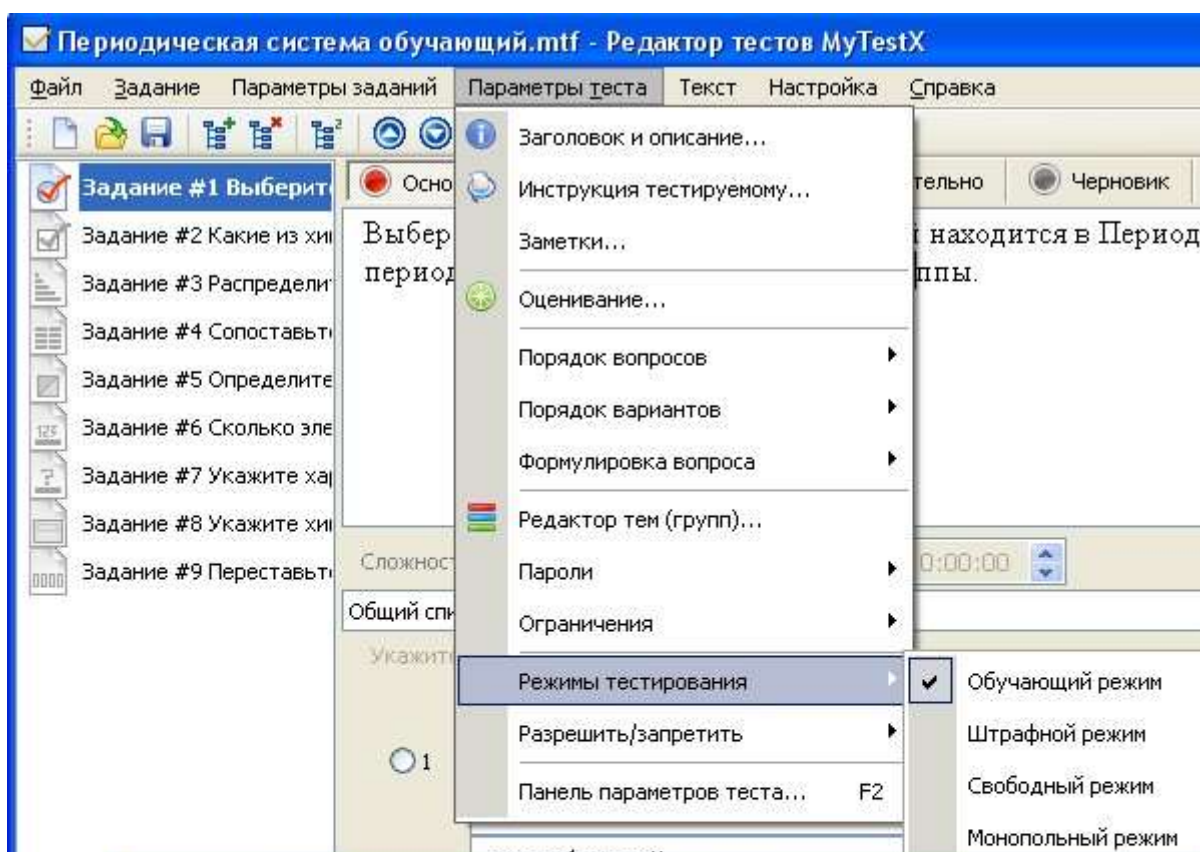 Периодическая система обучающий.mtf - Редактор тестов MyTestX
Файл Задание Параметры заданий Параметры теста Текст Настройка Справка
Задание #1 Выберит
Задание #2 Какие из хи
Задание #3 Распредели
Задание #4 Сопоставьт
Задание #5 Определите
Задание #6 Сколько эле
Задание #7 Укажите ха
Задание #8 Укажите хи
Задание #9 Переставьт
Осно
тельно Черновик
Выбер
находится в Период
период
ппы.
Сложност
0:00:00
Общий спи
Укажит
1
Заголовок и описание...
Инструкция тестируемому...
Заметки...
Оценивание...
Порядок вопросов
Порядок вариантов
Формулировка вопроса
Редактор тем (групп)...
Пароли
Ограничения
Режимы тестирования
Разрешить/запретить
Панель параметров теста... F2
Обучающий режим
Штрафной режим
Свободный режим
Монопольный режим